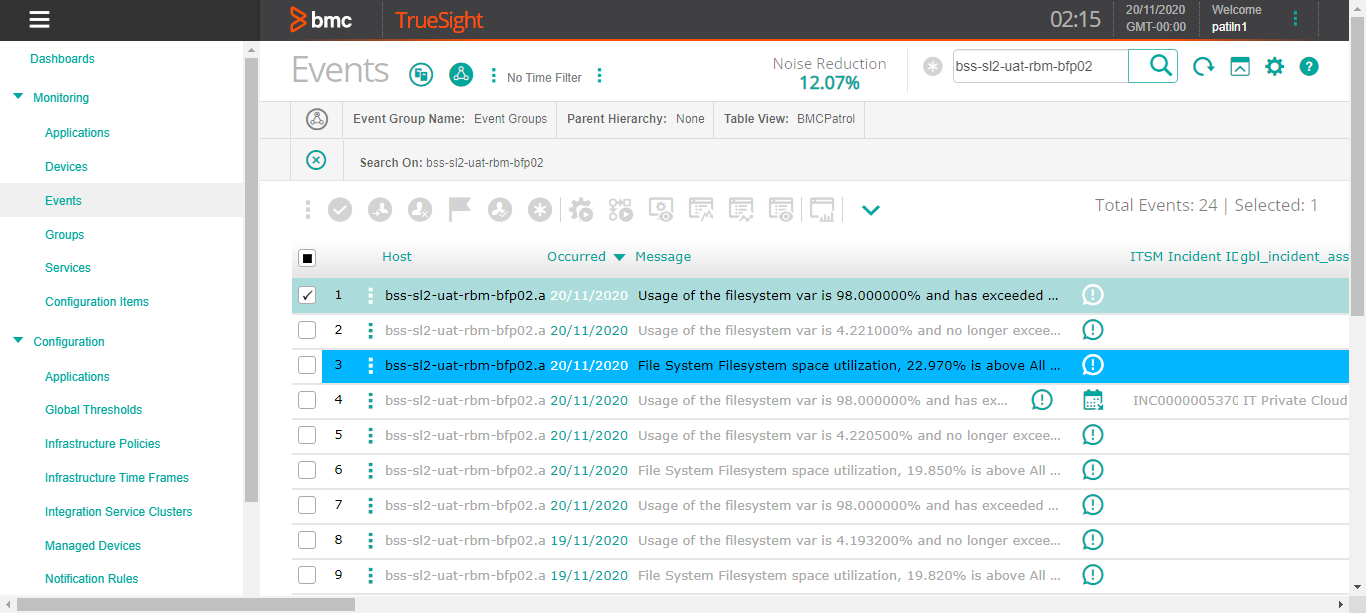 bmc TrueSight
02:15
20/11/2020
GMT-00:00
Welcome
patiln1
Dashboards
Monitoring
Applications
Devices
Events
Groups
Services
Configuration Items
Configuration
Applications
Global Thresholds
Infrastructure Policies
Infrastructure Time Frames
Integration Service Clusters
Managed Devices
Notification Rules
Events
No Time Filter
Noise Reduction
12.07%
bss-sl2-uat-rbm-bfp02
Event Group Name: Event Groups Parent Hierarchy: None Table View: BMCPatrol
Search On: bss-sl2-uat-rbm-bfp02
Total Events: 24 | Selected: 1
Host Occurred Message ITSM Incident ID gbl_incident_ass
1 bss-sl2-uat-rbm-bfp02.a 20/11/2020 Usage of the filesystem var is 98.000000% and has exceeded ...
2 bss-sl2-uat-rbm-bfp02.a 20/11/2020 Usage of the filesystem var is 4.221000% and no longer excee...
3 bss-sl2-uat-rbm-bfp02.a 20/11/2020 File System Filesystem space utilization, 22.970% is above All ...
4 bss-sl2-uat-rbm-bfp02.a 20/11/2020 Usage of the filesystem var is 98.000000% and has ex... INC0000005370 IT Private Cloud
5 bss-sl2-uat-rbm-bfp02.a 20/11/2020 Usage of the filesystem var is 4.220500% and no longer excee...
6 bss-sl2-uat-rbm-bfp02.a 20/11/2020 File System Filesystem space utilization, 19.850% is above All ...
7 bss-sl2-uat-rbm-bfp02.a 20/11/2020 Usage of the filesystem var is 98.000000% and has exceeded ...
8 bss-sl2-uat-rbm-bfp02.a 19/11/2020 Usage of the filesystem var is 4.193200% and no longer excee...
9 bss-sl2-uat-rbm-bfp02.a 19/11/2020 File System Filesystem space utilization, 19.820% is above All ...